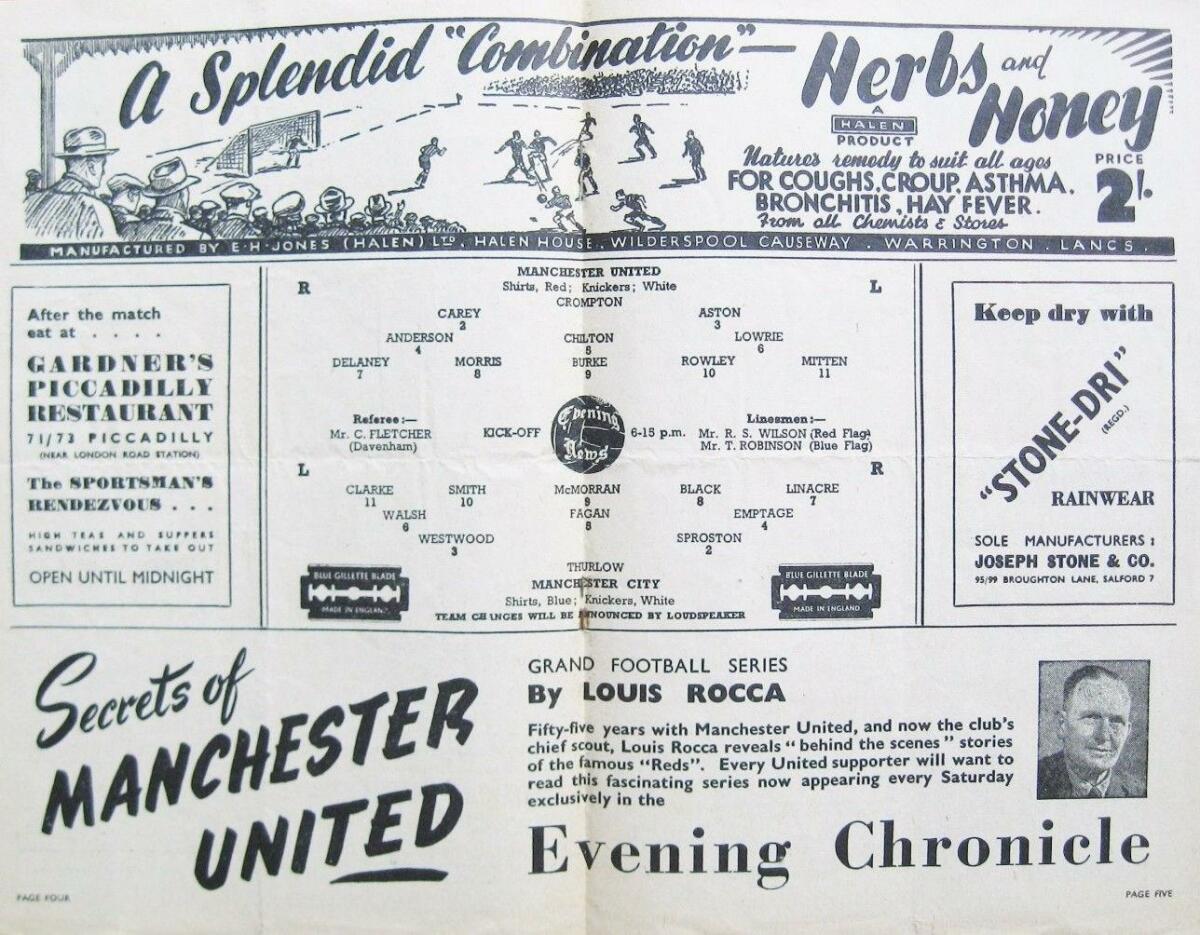 A Splendid "Combination" — Herbs and Honey
A HALEN PRODUCT
Nature's remedy to suit all ages
FOR COUGHS, CROUP, ASTHMA,
BRONCHITIS, HAY FEVER.
From all Chemists & Stores
PRICE
2/-
MANUFACTURED BY E·H·JONES (HALEN) LTD., HALEN HOUSE., WILDERSPOOL CAUSEWAY . WARRINGTON . LANCS .
After the match
eat at . . . .
GARDNER'S
PICCADILLY
RESTAURANT
71/73 PICCADILLY
(NEAR LONDON ROAD STATION)
The SPORTSMAN'S
RENDEZVOUS . . .
HIGH TEAS AND SUPPERS
SANDWICHES TO TAKE OUT
OPEN UNTIL MIDNIGHT
MANCHESTER UNITED
R Shirts, Red; Knickers; White L
CROMPTON
CAREY ASTON
2 3
ANDERSON CHILTON LOWRIE
4 5 6
DELANEY MORRIS BURKE ROWLEY MITTEN
7 8 9 10 11
Referee:—
Mr. C. FLETCHER
(Davenham)
KICK-OFF Evening News 6-15 p.m.
Linesmen:—
Mr. R. S. WILSON (Red Flag)
Mr. T. ROBINSON (Blue Flag)
L R
CLARKE SMITH McMORRAN BLACK LINACRE
11 10 9 8 7
WALSH FAGAN EMPTAGE
6 5 4
WESTWOOD SPROSTON
3 2
THURLOW
MANCHESTER CITY
Shirts, Blue; Knickers, White
TEAM CHANGES WILL BE ANNOUNCED BY LOUDSPEAKER
BLUE GILLETTE BLADE
MADE IN ENGLAND
BLUE GILLETTE BLADE
MADE IN ENGLAND
Keep dry with
"STONE-DRI"
(REGD.)
RAINWEAR
SOLE MANUFACTURERS:
JOSEPH STONE & CO.
95/99 BROUGHTON LANE, SALFORD 7
Secrets of
MANCHESTER
UNITED
GRAND FOOTBALL SERIES
By LOUIS ROCCA
Fifty-five years with Manchester United, and now the club's
chief scout, Louis Rocca reveals "behind the scenes" stories
of the famous "Reds". Every United supporter will want to
read this fascinating series now appearing every Saturday
exclusively in the
Evening Chronicle
PAGE FOUR
PAGE FIVE